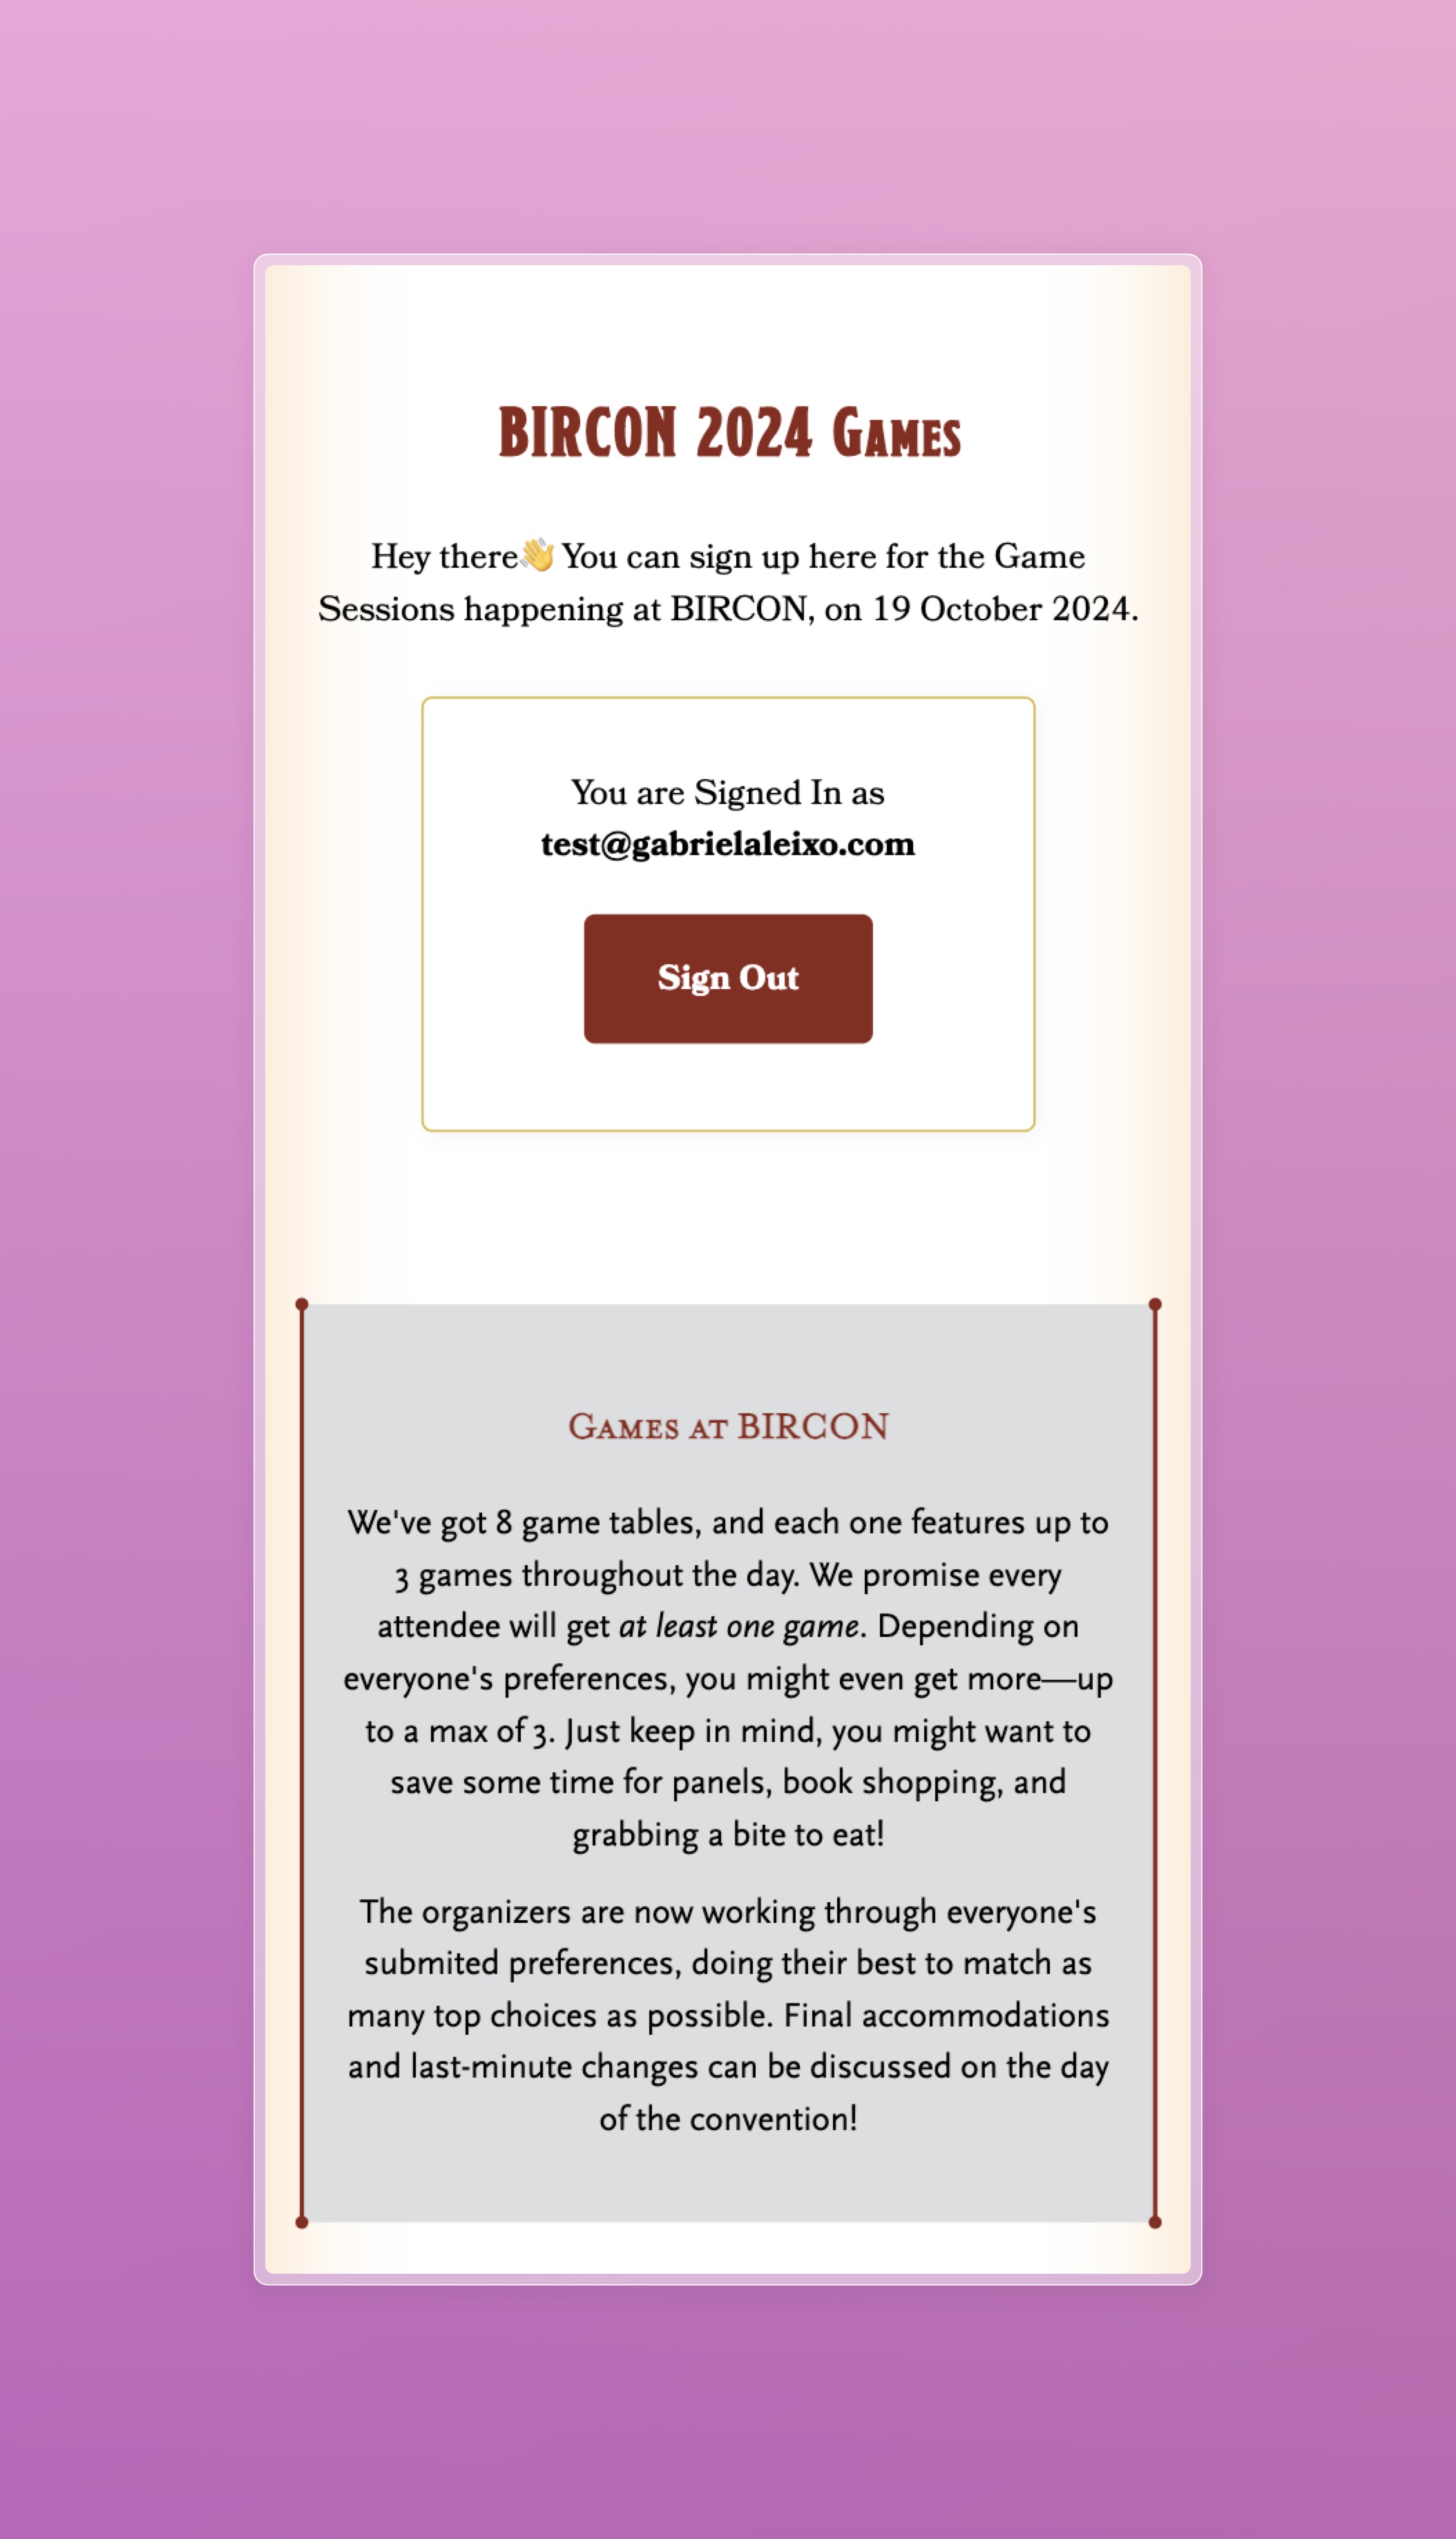 BIRCON 2024 Games
Hey there👋 You can sign up here for the Game
Sessions happening at BIRCON, on 19 October 2024.
You are Signed In as
test@gabrielaleixo.com
Sign Out
Games at BIRCON
We've got 8 game tables, and each one features up to
3 games throughout the day. We promise every
attendee will get at least one game. Depending on
everyone's preferences, you might even get more—up
to a max of 3. Just keep in mind, you might want to
save some time for panels, book shopping, and
grabbing a bite to eat!
The organizers are now working through everyone's
submited preferences, doing their best to match as
many top choices as possible. Final accommodations
and last-minute changes can be discussed on the day
of the convention!